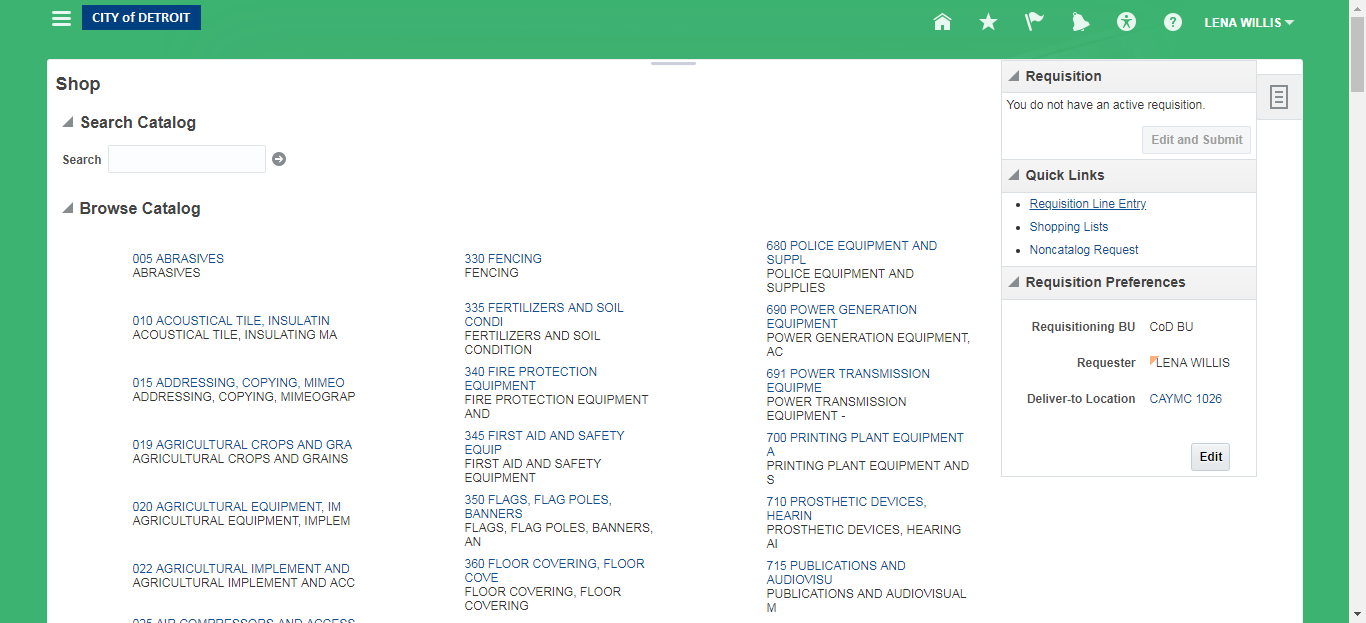 CITY of DETROIT
?
LENA WILLIS
Shop
Search Catalog
Search
Browse Catalog
005 ABRASIVES
ABRASIVES
010 ACOUSTICAL TILE, INSULATIN
ACOUSTICAL TILE, INSULATING MA
015 ADDRESSING, COPYING, MIMEO
ADDRESSING, COPYING, MIMEOGRAP
019 AGRICULTURAL CROPS AND GRA
AGRICULTURAL CROPS AND GRAINS
020 AGRICULTURAL EQUIPMENT, IM
AGRICULTURAL EQUIPMENT, IMPLEM
022 AGRICULTURAL IMPLEMENT AND
AGRICULTURAL IMPLEMENT AND ACC
025 AIR COMPRESSORS AND ACCESS
330 FENCING
FENCING
335 FERTILIZERS AND SOIL
CONDI
FERTILIZERS AND SOIL
CONDITION
340 FIRE PROTECTION
EQUIPMENT
FIRE PROTECTION EQUIPMENT
AND
345 FIRST AID AND SAFETY
EQUIP
FIRST AID AND SAFETY
EQUIPMENT
350 FLAGS, FLAG POLES,
BANNERS
FLAGS, FLAG POLES, BANNERS,
AN
360 FLOOR COVERING, FLOOR
COVE
FLOOR COVERING, FLOOR
COVERING
680 POLICE EQUIPMENT AND
SUPPL
POLICE EQUIPMENT AND
SUPPLIES
690 POWER GENERATION
EQUIPMENT
POWER GENERATION EQUIPMENT,
AC
691 POWER TRANSMISSION
EQUIPME
POWER TRANSMISSION
EQUIPMENT -
700 PRINTING PLANT EQUIPMENT
A
PRINTING PLANT EQUIPMENT AND
S
710 PROSTHETIC DEVICES,
HEARIN
PROSTHETIC DEVICES, HEARING
AI
715 PUBLICATIONS AND
AUDIOVISU
PUBLICATIONS AND AUDIOVISUAL
M
Requisition
You do not have an active requisition.
Edit and Submit
Quick Links
Requisition Line Entry
Shopping Lists
Noncatalog Request
Requisition Preferences
Requisitioning BU CoD BU
Requester LENA WILLIS
Deliver-to Location CAYMC 1026
Edit